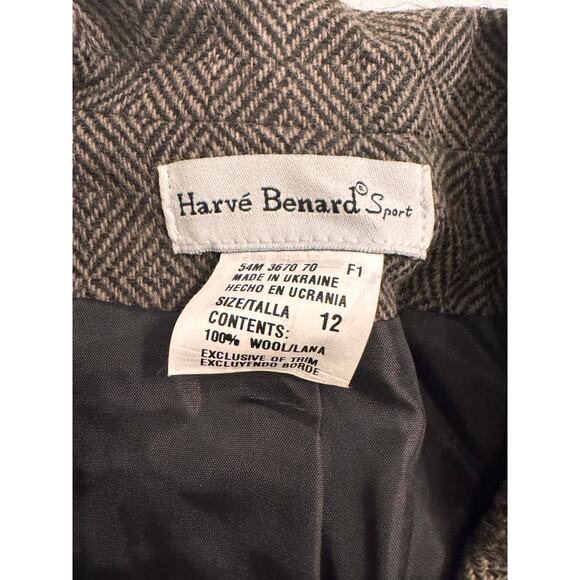 Harvé Benard® Sport
54M 3670 70 F1
MADE IN UKRAINE
HECHO EN UCRANIA
SIZE/TALLA 12
CONTENTS:
100% WOOL/LANA
EXCLUSIVE OF TRIM
EXCLUYENDO BORDE